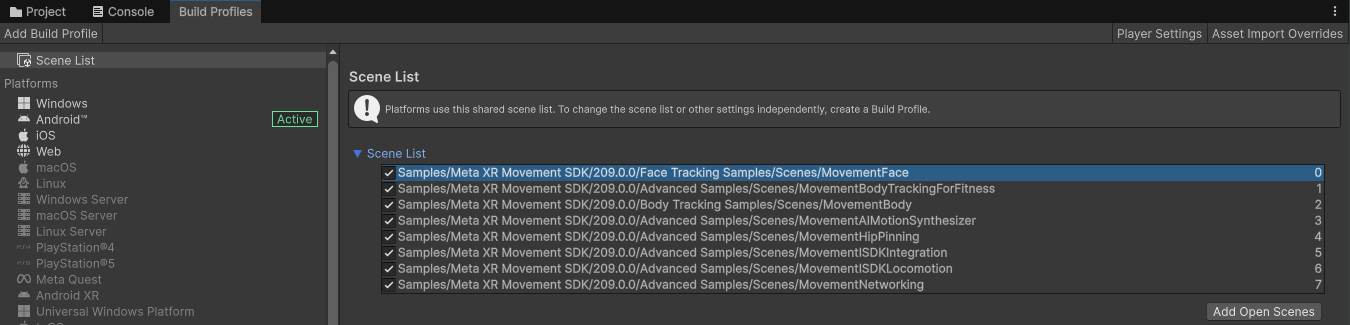 Project Console Build Profiles
Add Build Profile Player Settings Asset Import Overrides
Scene List
Platforms
Windows
Android™ Active
iOS
Web
macOS
Linux
Windows Server
macOS Server
Linux Server
PlayStation®4
PlayStation®5
Meta Quest
Android XR
Universal Windows Platform
Scene List
Platforms use this shared scene list. To change the scene list or other settings independently, create a Build Profile.
Scene List
Samples/Meta XR Movement SDK/209.0.0/Face Tracking Samples/Scenes/MovementFace 0
Samples/Meta XR Movement SDK/209.0.0/Advanced Samples/Scenes/MovementBodyTrackingForFitness 1
Samples/Meta XR Movement SDK/209.0.0/Body Tracking Samples/Scenes/MovementBody 2
Samples/Meta XR Movement SDK/209.0.0/Advanced Samples/Scenes/MovementAIMotionSynthesizer 3
Samples/Meta XR Movement SDK/209.0.0/Advanced Samples/Scenes/MovementHipPinning 4
Samples/Meta XR Movement SDK/209.0.0/Advanced Samples/Scenes/MovementISDKIntegration 5
Samples/Meta XR Movement SDK/209.0.0/Advanced Samples/Scenes/MovementISDKLocomotion 6
Samples/Meta XR Movement SDK/209.0.0/Advanced Samples/Scenes/MovementNetworking 7
Add Open Scenes